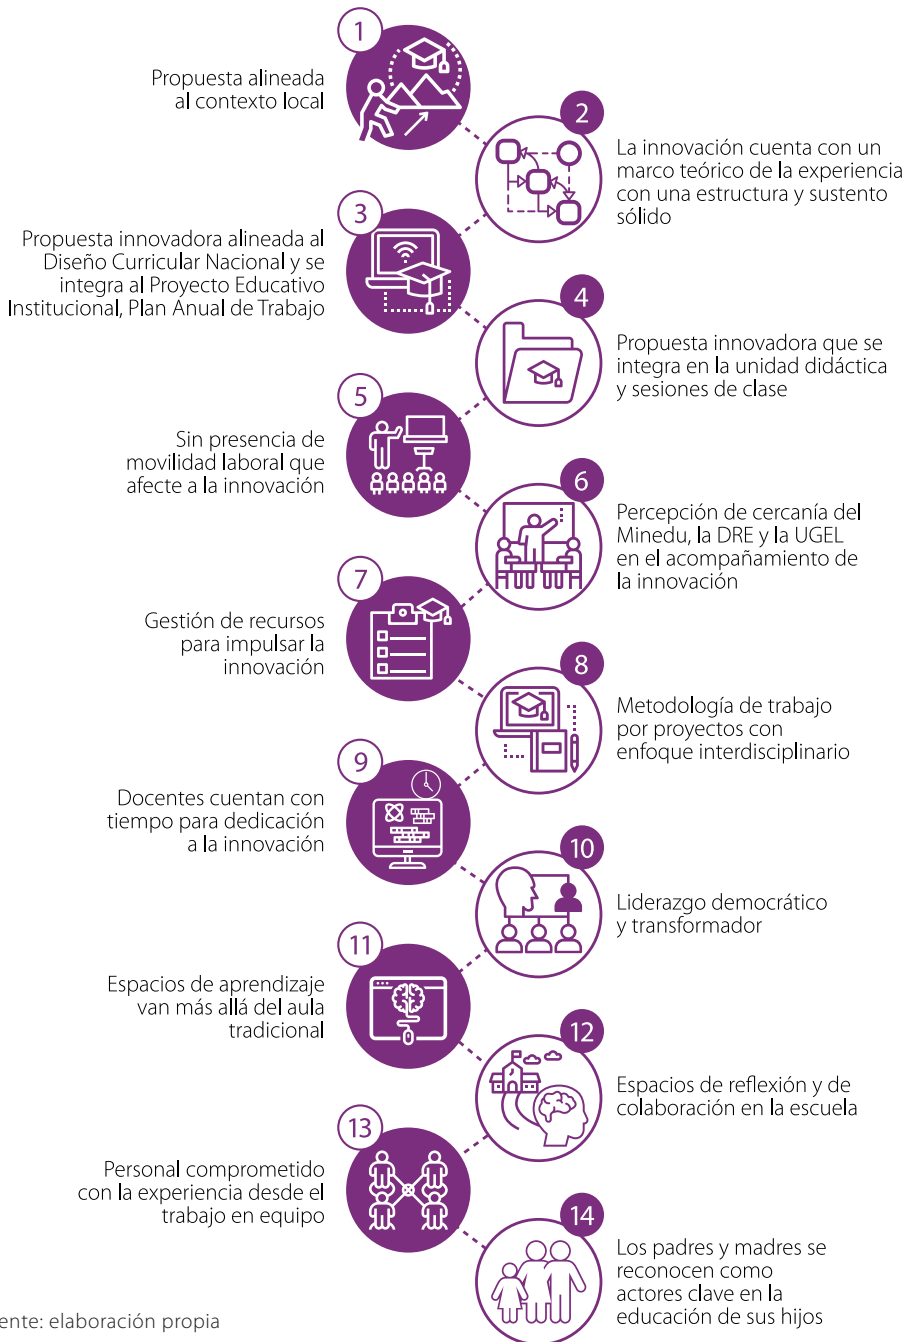 1
Propuesta alineada
al contexto local
2
La innovación cuenta con un
marco teórico de la experiencia
con una estructura y sustento
sólido
3
Propuesta innovadora alineada al
Diseño Curricular Nacional y se
integra al Proyecto Educativo
Institucional, Plan Anual de Trabajo
4
Propuesta innovadora que se
integra en la unidad didáctica
y sesiones de clase
5
Sin presencia de
movilidad laboral que
afecte a la innovación
6
Percepción de cercanía del
Minedu, la DRE y la UGEL
en el acompañamiento de
la innovación
7
Gestión de recursos
para impulsar la
innovación
8
Metodología de trabajo
por proyectos con
enfoque interdisciplinario
9
Docentes cuentan con
tiempo para dedicación
a la innovación
10
Liderazgo democrático
y transformador
11
Espacios de aprendizaje
van más allá del aula
tradicional
12
Espacios de reflexión y de
colaboración en la escuela
13
Personal comprometido
con la experiencia desde el
trabajo en equipo
14
Los padres y madres se
reconocen como
actores clave en la
educación de sus hijos
ente: elaboración propia